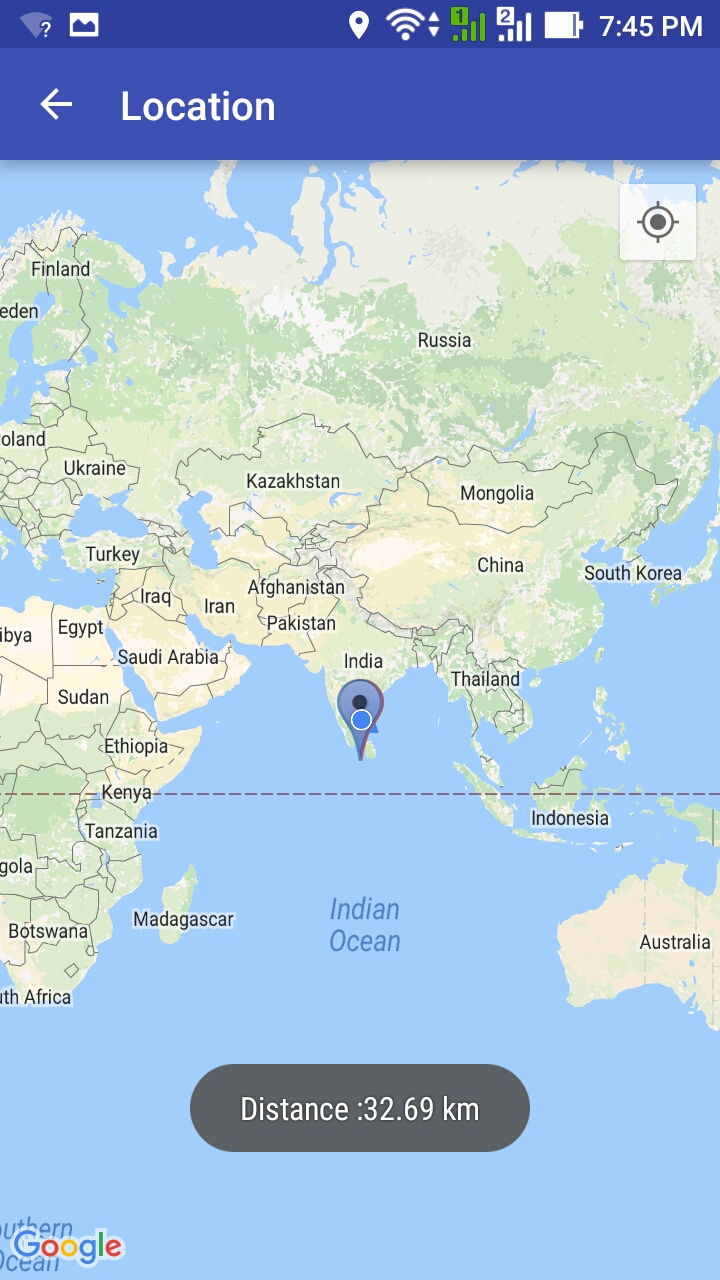 ? 1 2 7:45 PM
Location
Finland
eden
Russia
oland
Ukraine
Kazakhstan
Mongolia
Turkey
China
South Korea
Afghanistan
Iraq
Iran
Pakistan
Egypt
ibya
Saudi Arabia
India
Thailand
Sudan
Ethiopia
Kenya
Indonesia
Tanzania
gola
Indian
Ocean
Madagascar
Botswana
Australia
uth Africa
Distance :32.69 km
outhern
Ocean
Google